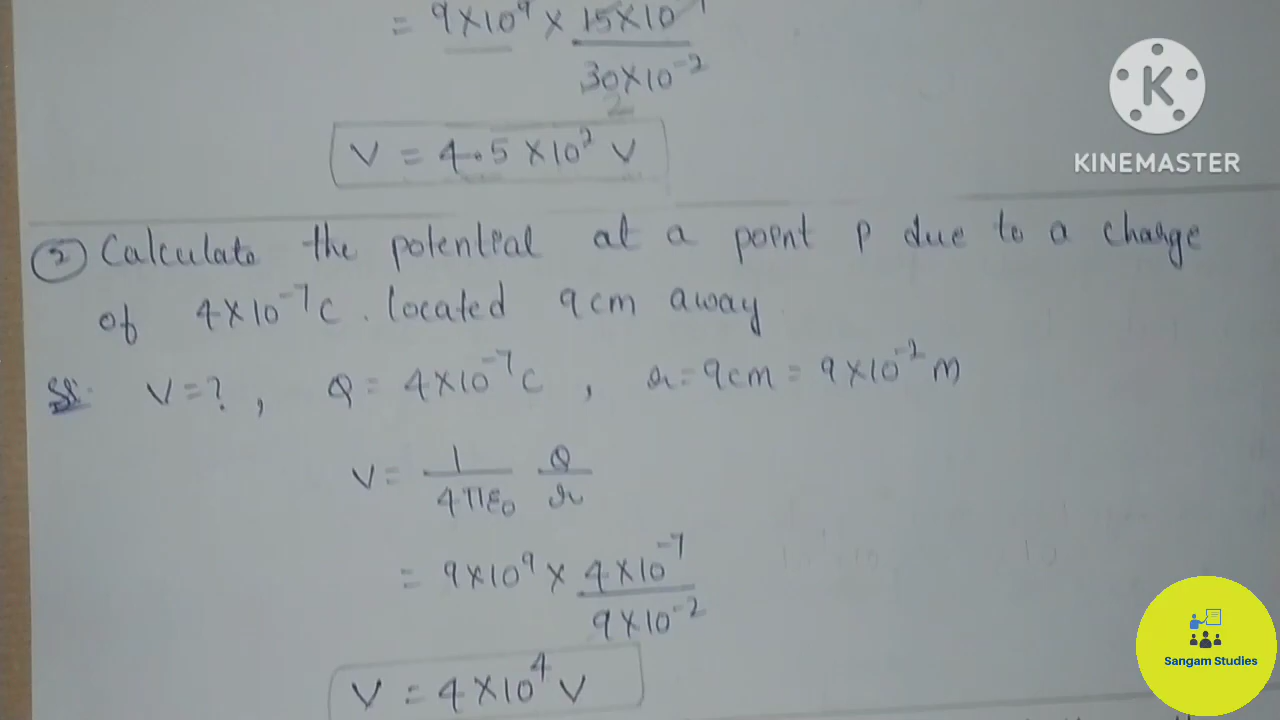 = 9×10⁹ × 15×10
30×10⁻²
2
V = 4.5 ×10² V
KINEMASTER
② Calculate the potential at a point P due to a charge
of 4×10⁻⁷C. located 9cm away
V=?, Q= 4×10⁻⁷C, r=9cm= 9×10⁻² m
V= 1/4πε₀ Q/r
= 9×10⁹ × 4×10⁻⁷
9×10⁻²
V = 4×10⁴ V
Sangam Studies